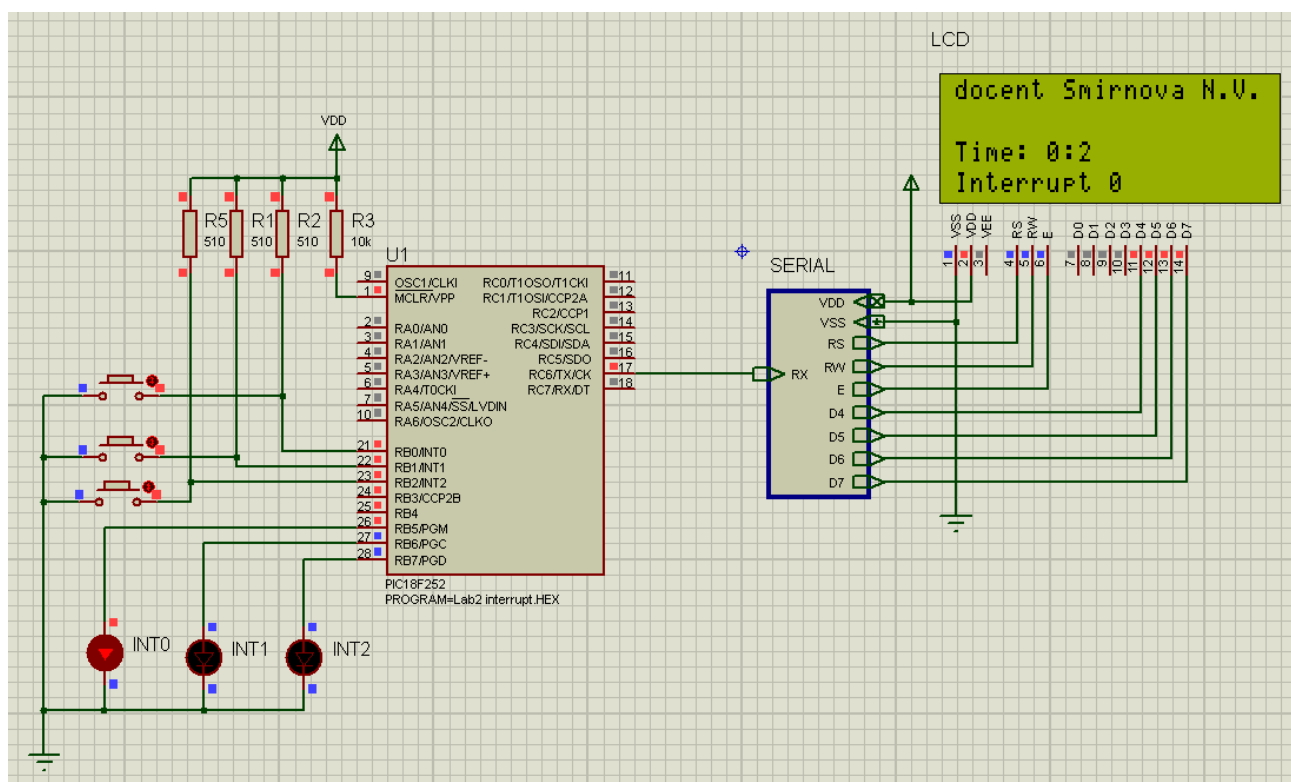 LCD
docent Smirnova N.V.
Time: 0:2
Interrupt 0
VSS
VDD
VEE
RS
RW
E
D0
D1
D2
D3
D4
D5
D6
D7
1
2
3
4
5
6
7
8
9
10
11
12
13
14
VDD
R5
510
R1
510
R2
510
R3
10k
U1
9 OSC1/CLKI
1 MCLR/VPP
2 RA0/AN0
3 RA1/AN1
4 RA2/AN2/VREF-
5 RA3/AN3/VREF+
6 RA4/T0CKI
7 RA5/AN4/SS/LVDIN
10 RA6/OSC2/CLKO
21 RB0/INT0
22 RB1/INT1
23 RB2/INT2
24 RB3/CCP2B
25 RB4
26 RB5/PGM
27 RB6/PGC
28 RB7/PGD
RC0/T1OSO/T1CKI 11
RC1/T1OSI/CCP2A 12
RC2/CCP1 13
RC3/SCK/SCL 14
RC4/SDI/SDA 15
RC5/SDO 16
RC6/TX/CK 17
RC7/RX/DT 18
PIC18F252
PROGRAM=Lab2 interrupt.HEX
SERIAL
RX
VDD
VSS
RS
RW
E
D4
D5
D6
D7
INT0
INT1
INT2